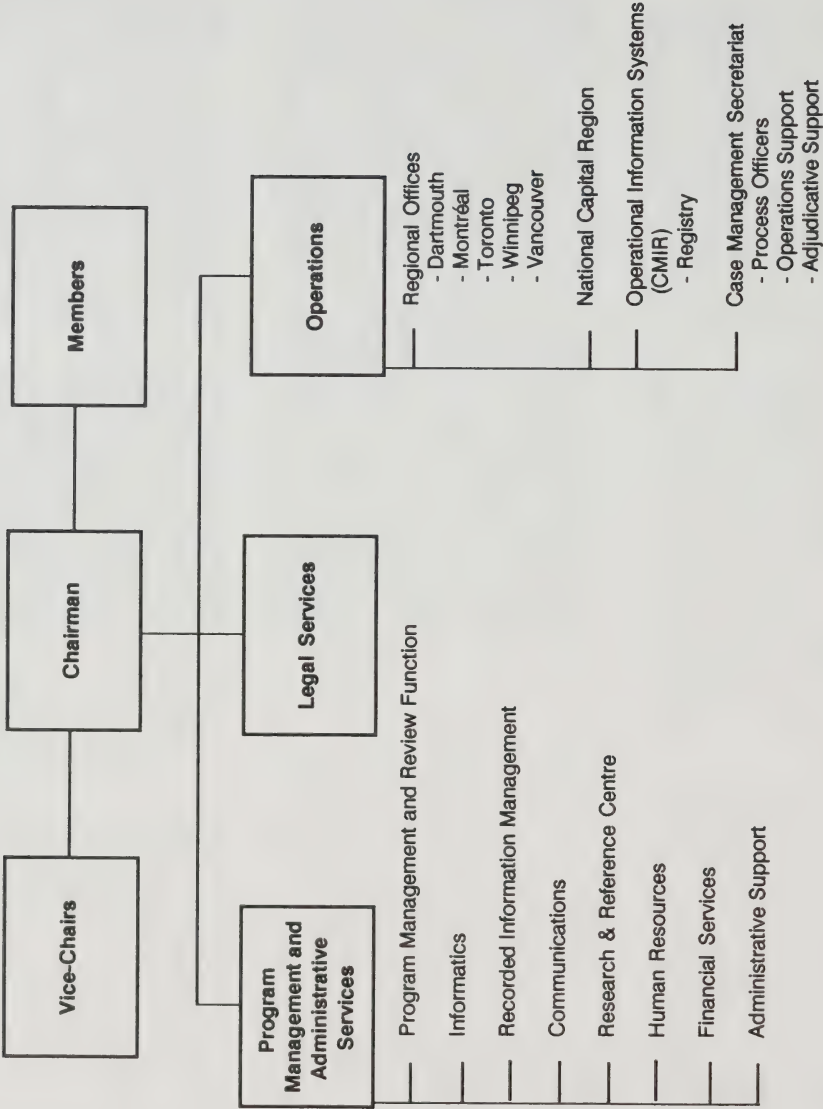 Vice-Chairs
Chairman
Members
Program
Management and
Administrative
Services
Legal Services
Operations
Program Management and Review Function
Informatics
Recorded Information Management
Communications
Research & Reference Centre
Human Resources
Financial Services
Administrative Support
Regional Offices
- Dartmouth
- Montréal
- Toronto
- Winnipeg
- Vancouver
National Capital Region
Operational Information Systems
(CMIR)
- Registry
Case Management Secretariat
- Process Officers
- Operations Support
- Adjudicative Support